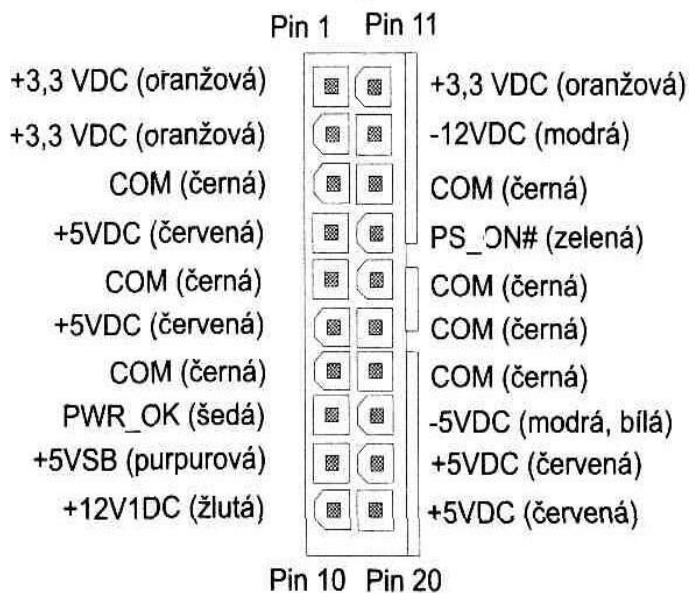 Pin 1 Pin 11
+3,3 VDC (oranžová) +3,3 VDC (oranžová)
+3,3 VDC (oranžová) -12VDC (modrá)
COM (černá) COM (černá)
+5VDC (červená) PS_ON# (zelená)
COM (černá) COM (černá)
+5VDC (červená) COM (černá)
COM (černá) COM (černá)
PWR_OK (šedá) -5VDC (modrá, bílá)
+5VSB (purpurová) +5VDC (červená)
+12V1DC (žlutá) +5VDC (červená)
Pin 10 Pin 20